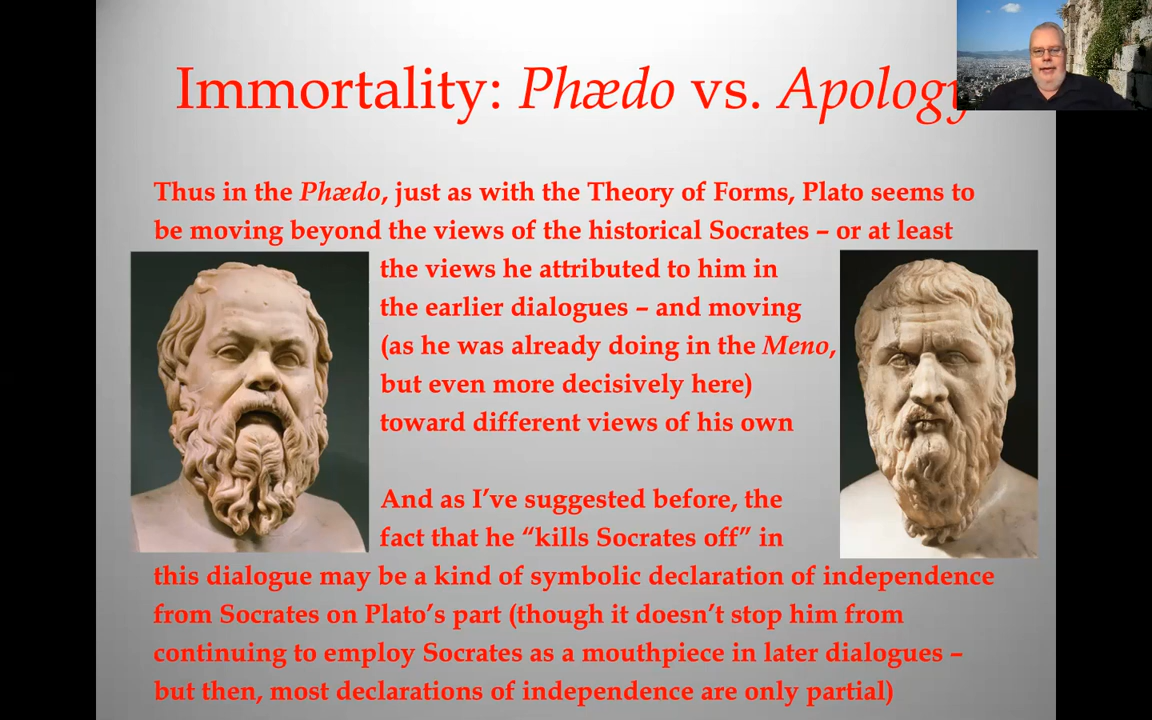 Immortality: Phædo vs. Apology
Thus in the Phædo, just as with the Theory of Forms, Plato seems to
be moving beyond the views of the historical Socrates – or at least
the views he attributed to him in
the earlier dialogues – and moving
(as he was already doing in the Meno,
but even more decisively here)
toward different views of his own
And as I’ve suggested before, the
fact that he “kills Socrates off” in
this dialogue may be a kind of symbolic declaration of independence
from Socrates on Plato’s part (though it doesn’t stop him from
continuing to employ Socrates as a mouthpiece in later dialogues –
but then, most declarations of independence are only partial)